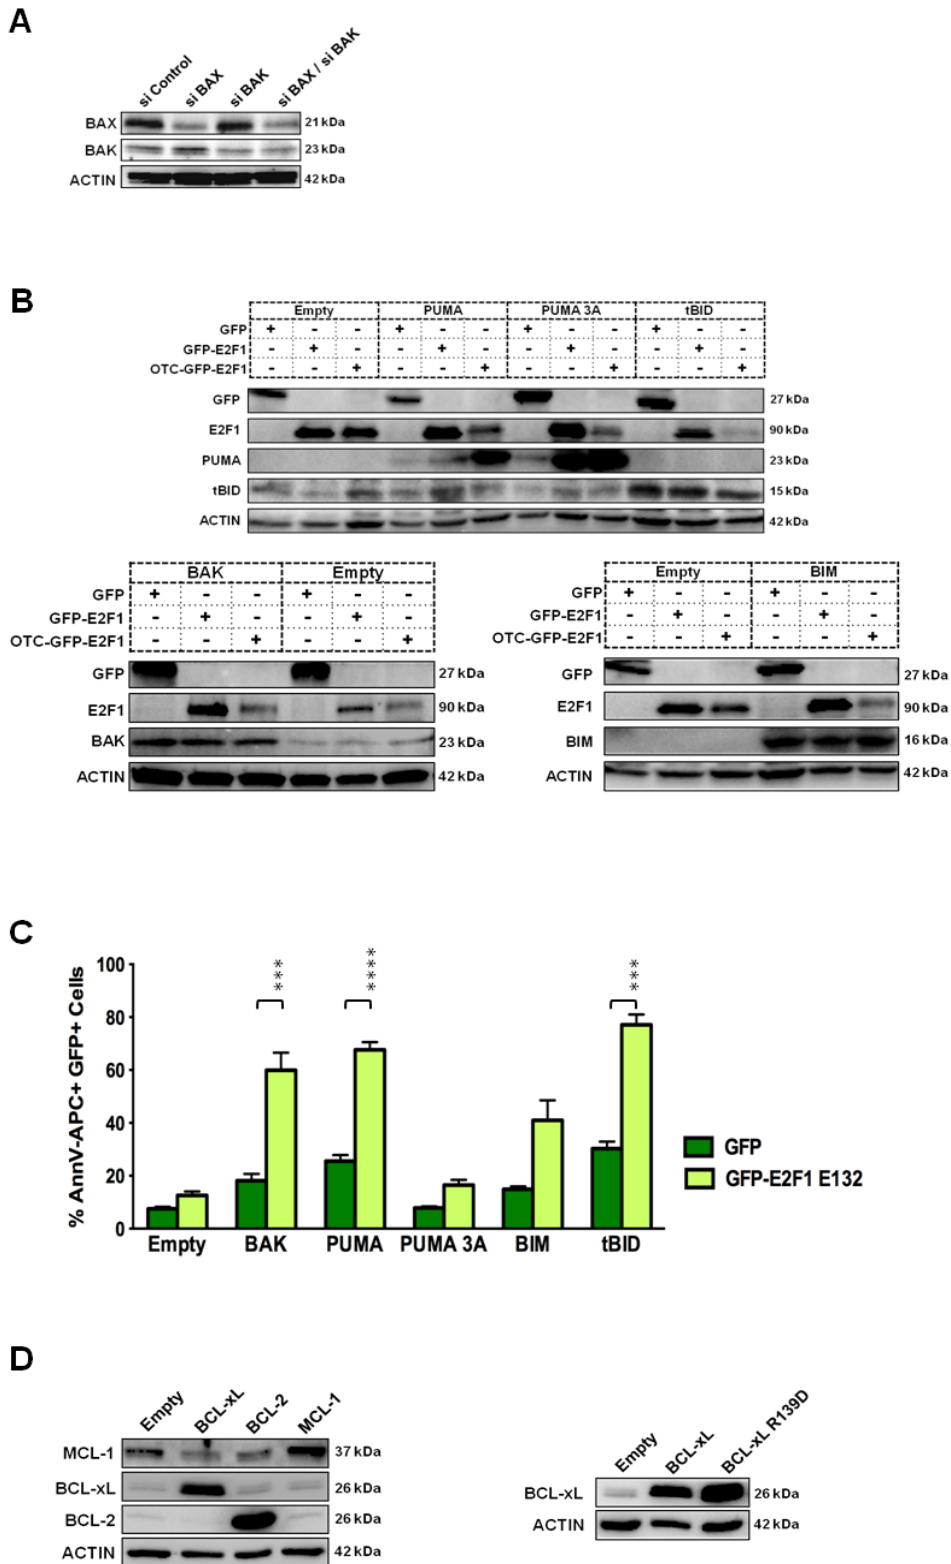 A
si Control si BAX si BAK si BAX / si BAK
BAX 21 kDa
BAK 23 kDa
ACTIN 42 kDa
B
Empty PUMA PUMA 3A tBID
GFP + - - + - - + - - + - -
GFP-E2F1 - + - - + - - + - - + -
OTC-GFP-E2F1 - - + - - + - - + - - +
GFP 27 kDa
E2F1 90 kDa
PUMA 23 kDa
tBID 15 kDa
ACTIN 42 kDa
BAK Empty
GFP + - - + - -
GFP-E2F1 - + - - + -
OTC-GFP-E2F1 - - + - - +
GFP 27 kDa
E2F1 90 kDa
BAK 23 kDa
ACTIN 42 kDa
Empty BIM
GFP + - - + - -
GFP-E2F1 - + - - + -
OTC-GFP-E2F1 - - + - - +
GFP 27 kDa
E2F1 90 kDa
BIM 16 kDa
ACTIN 42 kDa
C
% AnnV-APC+ GFP+ Cells
100
80
60
40
20
0
*** **** ***
Empty BAK PUMA PUMA 3A BIM tBID
GFP
GFP-E2F1 E132
D
Empty BCL-xL BCL-2 MCL-1
MCL-1 37 kDa
BCL-xL 26 kDa
BCL-2 26 kDa
ACTIN 42 kDa
Empty BCL-xL BCL-xL R139D
BCL-xL 26 kDa
ACTIN 42 kDa